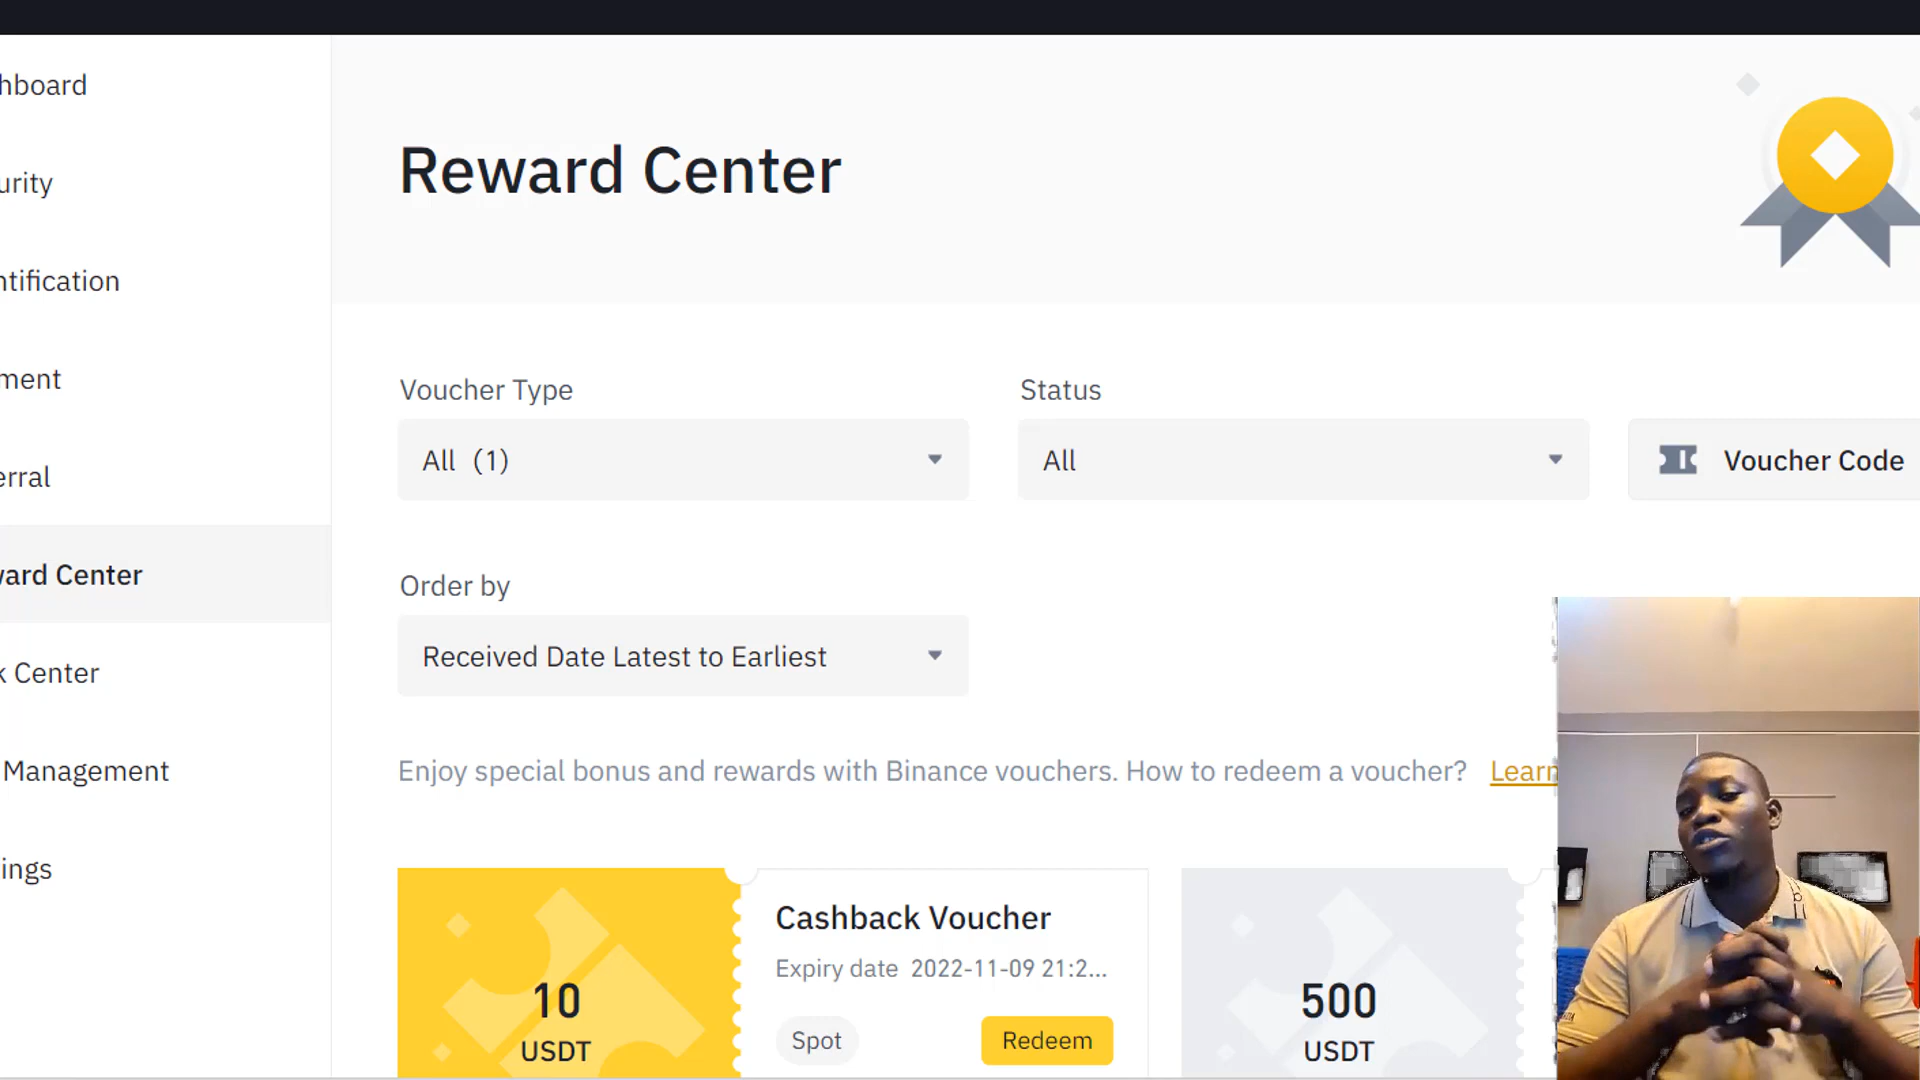 hboard
urity
ntification
ment
erral
ward Center
k Center
Management
ings
Reward Center
Voucher Type
All (1)
Status
All
Voucher Code
Order by
Received Date Latest to Earliest
Enjoy special bonus and rewards with Binance vouchers. How to redeem a voucher? Learn
10
USDT
Cashback Voucher
Expiry date 2022-11-09 21:2...
Spot
Redeem
500
USDT